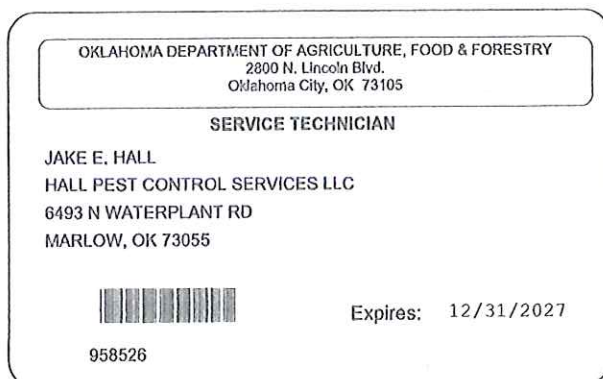 OKLAHOMA DEPARTMENT OF AGRICULTURE, FOOD & FORESTRY
2800 N. Lincoln Blvd.
Oklahoma City, OK 73105
SERVICE TECHNICIAN
JAKE E. HALL
HALL PEST CONTROL SERVICES LLC
6493 N WATERPLANT RD
MARLOW, OK 73055
Expires: 12/31/2027
958526